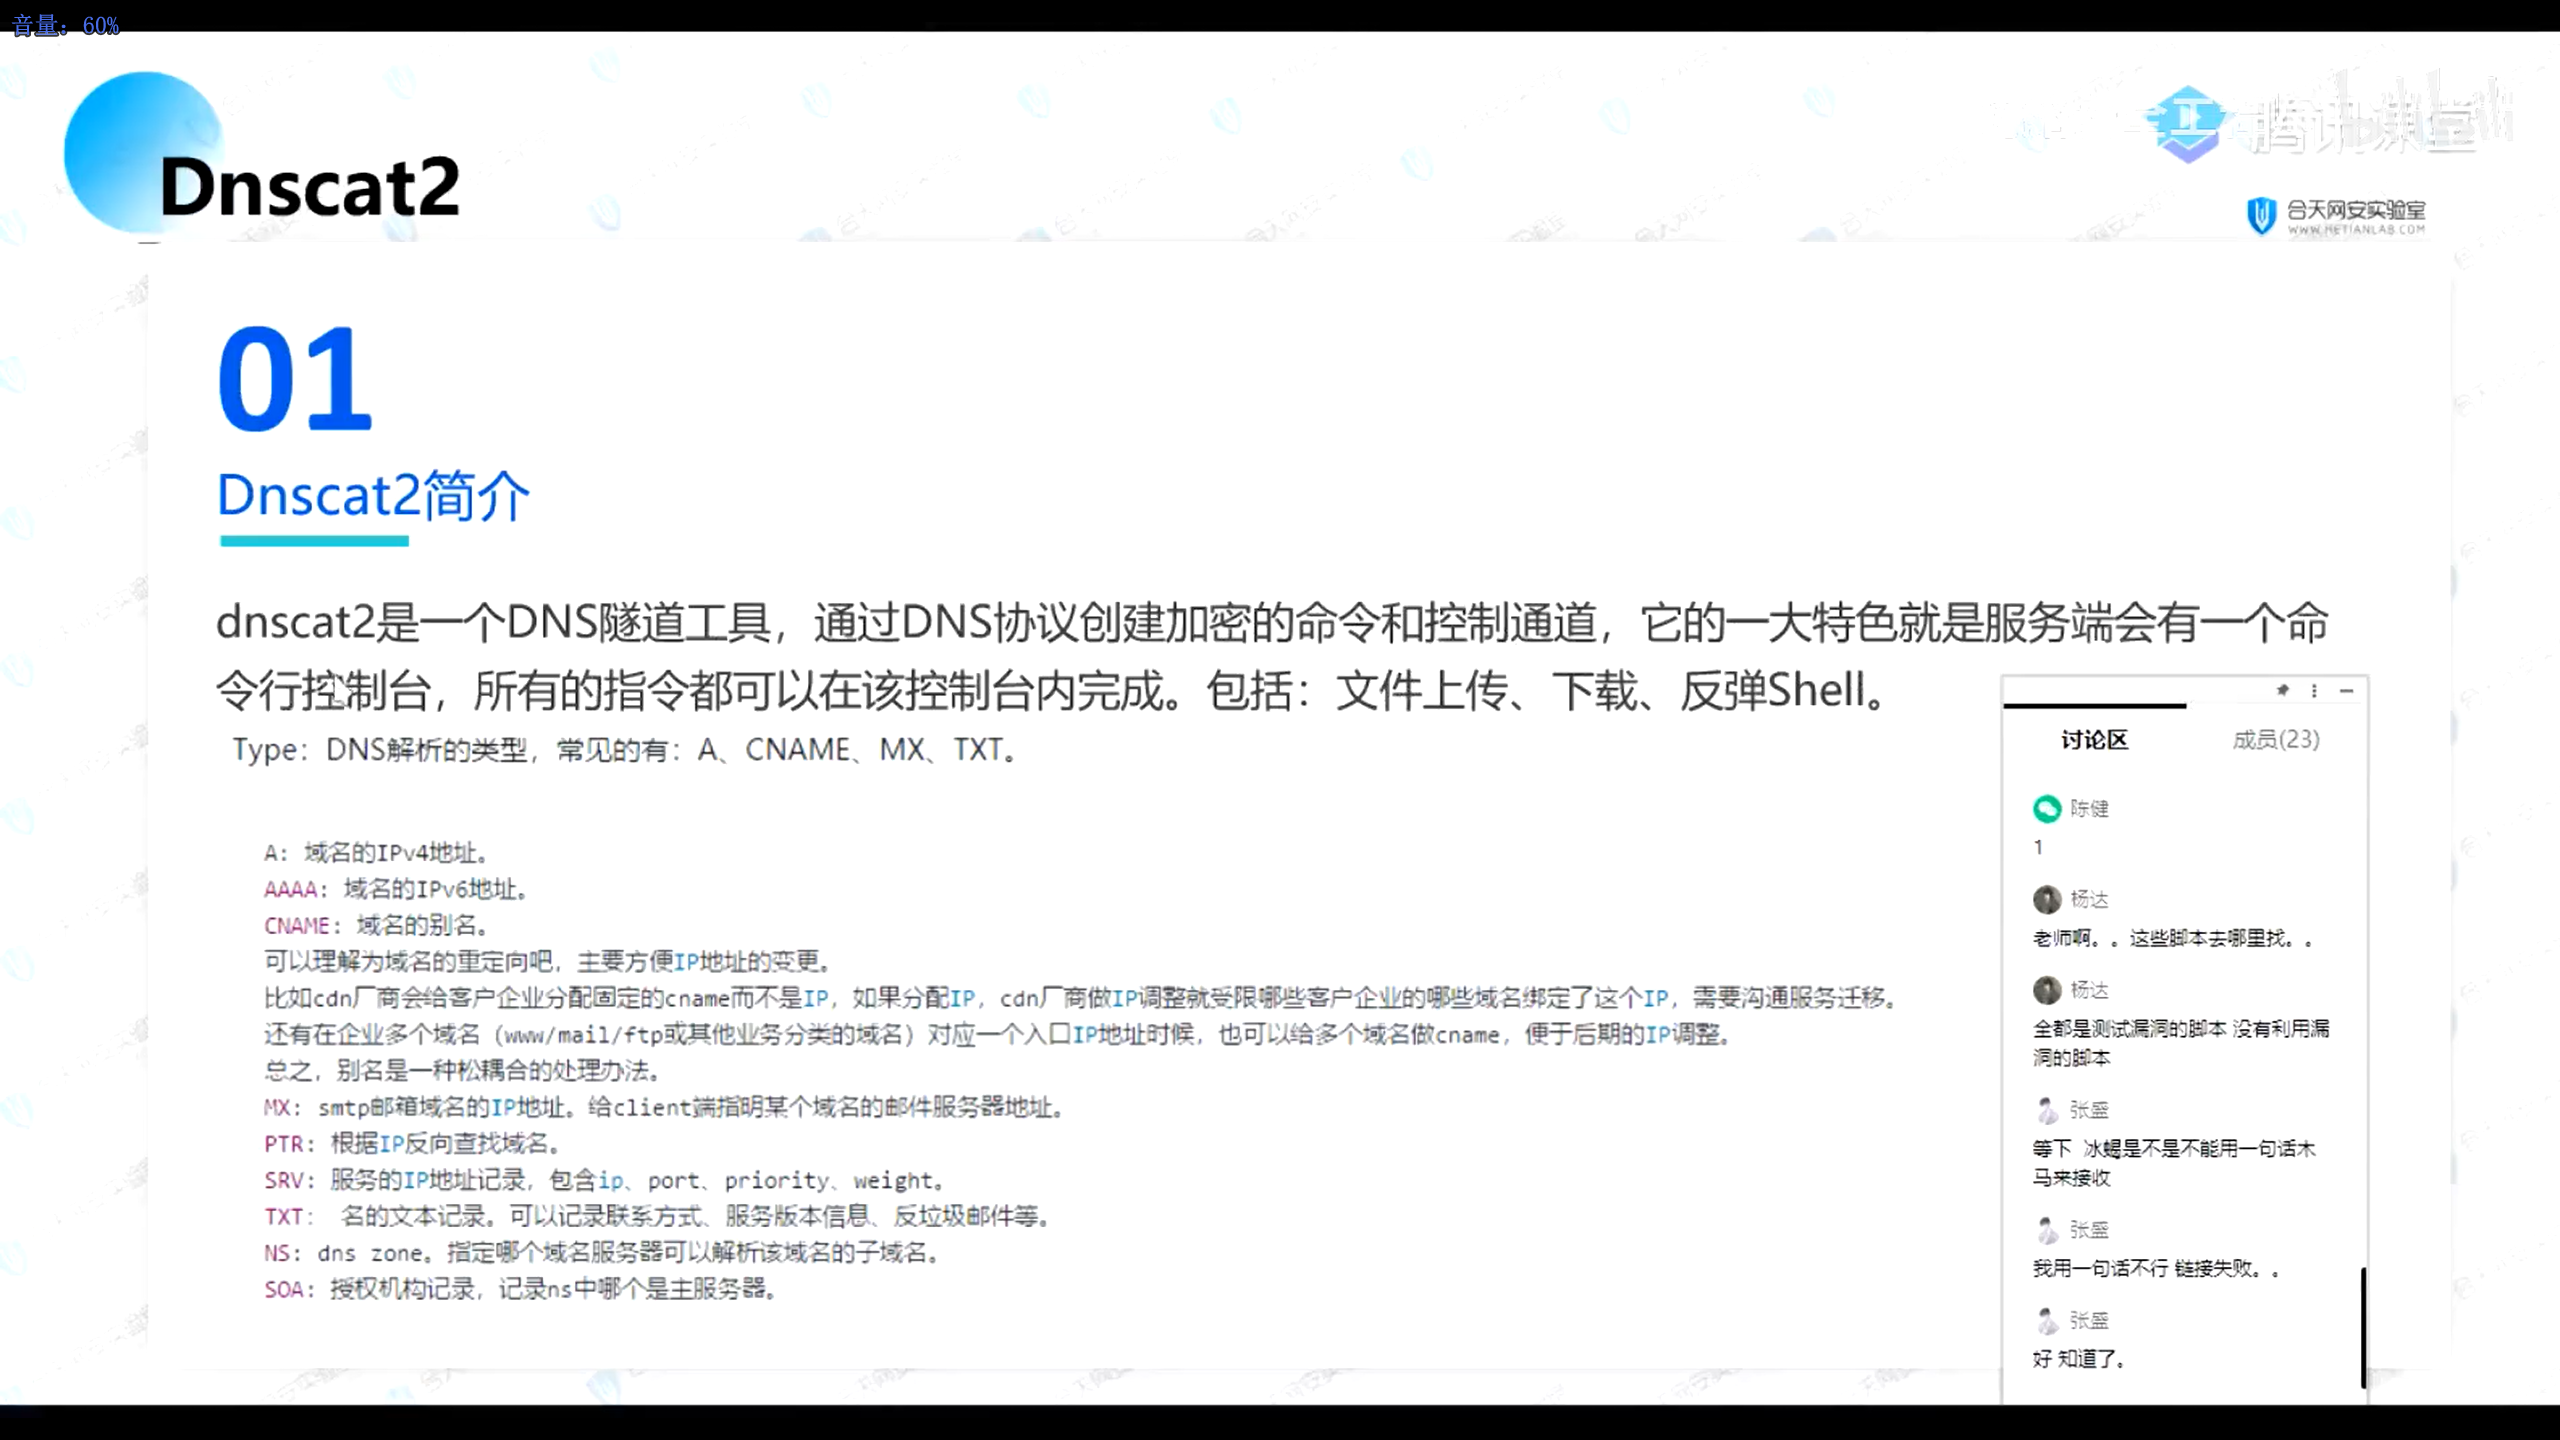 音量：60%
腾讯课堂
Dnscat2
合天网安实验室
WWW.HETIANLAB.COM
01
Dnscat2简介
dnscat2是一个DNS隧道工具，通过DNS协议创建加密的命令和控制通道，它的一大特色就是服务端会有一个命
令行控制台，所有的指令都可以在该控制台内完成。包括：文件上传、下载、反弹Shell。
Type：DNS解析的类型，常见的有：A、CNAME、MX、TXT。
A: 域名的IPv4地址。
AAAA: 域名的IPv6地址。
CNAME: 域名的别名。
可以理解为域名的重定向吧，主要方便IP地址的变更。
比如cdn厂商会给客户企业分配固定的cname而不是IP，如果分配IP，cdn厂商做IP调整就受限哪些客户企业的哪些域名绑定了这个IP，需要沟通服务迁移。
还有在企业多个域名（www/mail/ftp或其他业务分类的域名）对应一个入口IP地址时候，也可以给多个域名做cname，便于后期的IP调整。
总之，别名是一种松耦合的处理办法。
MX: smtp邮箱域名的IP地址。给client端指明某个域名的邮件服务器地址。
PTR: 根据IP反向查找域名。
SRV: 服务的IP地址记录，包含ip、port、priority、weight。
TXT: 名的文本记录。可以记录联系方式、服务版本信息、反垃圾邮件等。
NS: dns zone。指定哪个域名服务器可以解析该域名的子域名。
SOA: 授权机构记录，记录ns中哪个是主服务器。
讨论区 成员(23)
陈健
1
杨达
老师啊。。这些脚本去哪里找。。
杨达
全都是测试漏洞的脚本 没有利用漏
洞的脚本
张盛
等下 冰蝎是不是不能用一句话木
马来接收
张盛
我用一句话不行 链接失败。。
张盛
好 知道了。